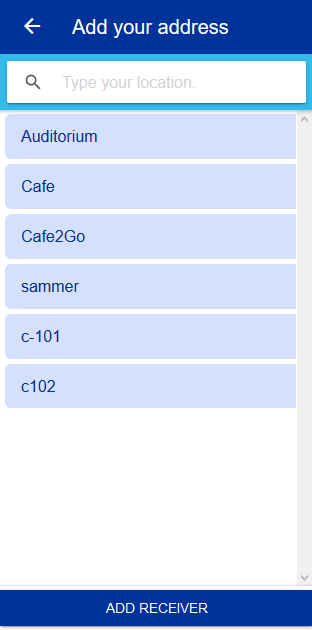 Add your address
Type your location.
Auditorium
Cafe
Cafe2Go
sammer
c-101
c102
ADD RECEIVER